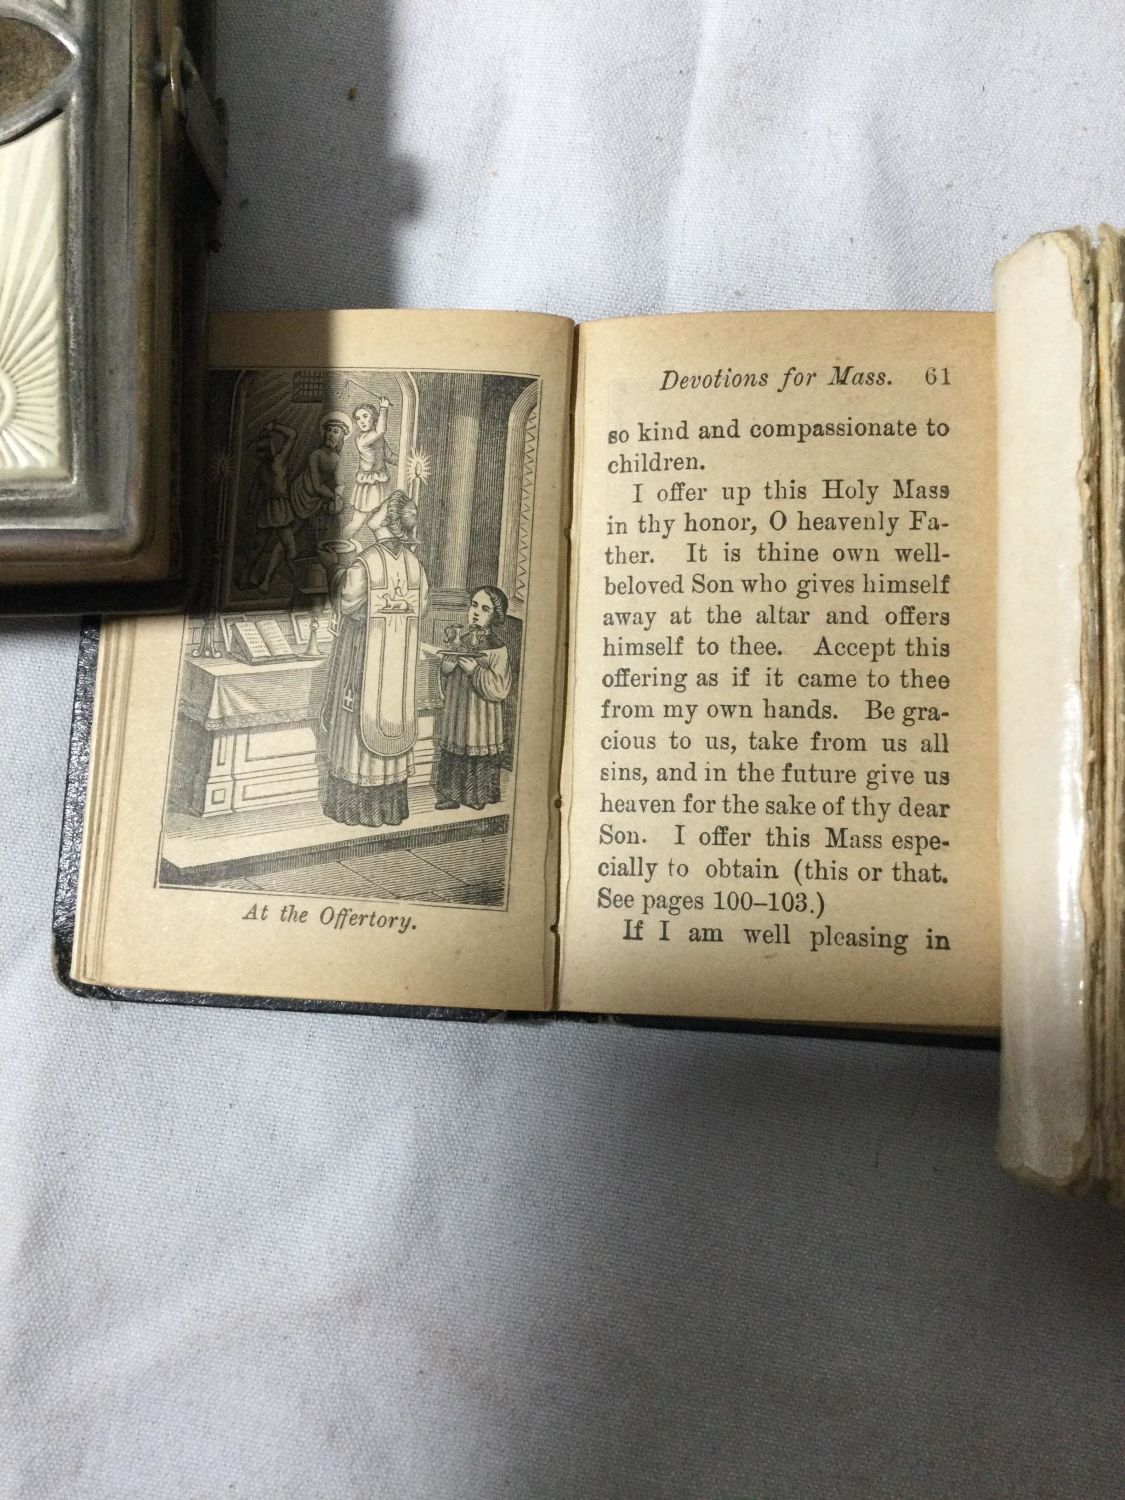 At the Offertory.
Devotions for Mass. 61
so kind and compassionate to
children.
I offer up this Holy Mass
in thy honor, O heavenly Fa-
ther. It is thine own well-
beloved Son who gives himself
away at the altar and offers
himself to thee. Accept this
offering as if it came to thee
from my own hands. Be gra-
cious to us, take from us all
sins, and in the future give us
heaven for the sake of thy dear
Son. I offer this Mass espe-
cially to obtain (this or that.
See pages 100–103.)
If I am well pleasing in